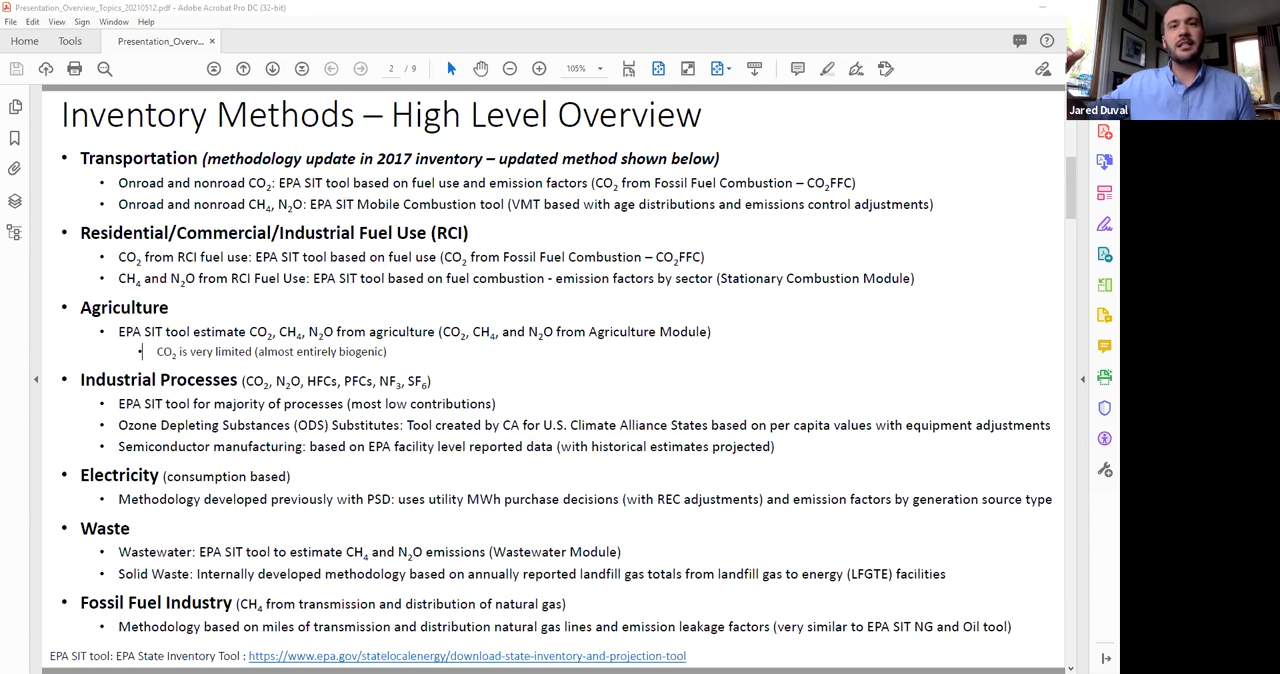 Presentation_Overview_Topics_20210512.pdf - Adobe Acrobat Pro DC (32-bit)
File Edit View Sign Window Help
Home Tools Presentation_Overv... ×
2 / 9 105%
Jared Duval
Inventory Methods – High Level Overview
• Transportation (methodology update in 2017 inventory – updated method shown below)
• Onroad and nonroad CO₂: EPA SIT tool based on fuel use and emission factors (CO₂ from Fossil Fuel Combustion – CO₂FFC)
• Onroad and nonroad CH₄, N₂O: EPA SIT Mobile Combustion tool (VMT based with age distributions and emissions control adjustments)
• Residential/Commercial/Industrial Fuel Use (RCI)
• CO₂ from RCI fuel use: EPA SIT tool based on fuel use (CO₂ from Fossil Fuel Combustion – CO₂FFC)
• CH₄ and N₂O from RCI Fuel Use: EPA SIT tool based on fuel combustion - emission factors by sector (Stationary Combustion Module)
• Agriculture
• EPA SIT tool estimate CO₂, CH₄, N₂O from agriculture (CO₂, CH₄, and N₂O from Agriculture Module)
• CO₂ is very limited (almost entirely biogenic)
• Industrial Processes (CO₂, N₂O, HFCs, PFCs, NF₃, SF₆)
• EPA SIT tool for majority of processes (most low contributions)
• Ozone Depleting Substances (ODS) Substitutes: Tool created by CA for U.S. Climate Alliance States based on per capita values with equipment adjustments
• Semiconductor manufacturing: based on EPA facility level reported data (with historical estimates projected)
• Electricity (consumption based)
• Methodology developed previously with PSD: uses utility MWh purchase decisions (with REC adjustments) and emission factors by generation source type
• Waste
• Wastewater: EPA SIT tool to estimate CH₄ and N₂O emissions (Wastewater Module)
• Solid Waste: Internally developed methodology based on annually reported landfill gas totals from landfill gas to energy (LFGTE) facilities
• Fossil Fuel Industry (CH₄ from transmission and distribution of natural gas)
• Methodology based on miles of transmission and distribution natural gas lines and emission leakage factors (very similar to EPA SIT NG and Oil tool)
EPA SIT tool: EPA State Inventory Tool : https://www.epa.gov/statelocalenergy/download-state-inventory-and-projection-tool